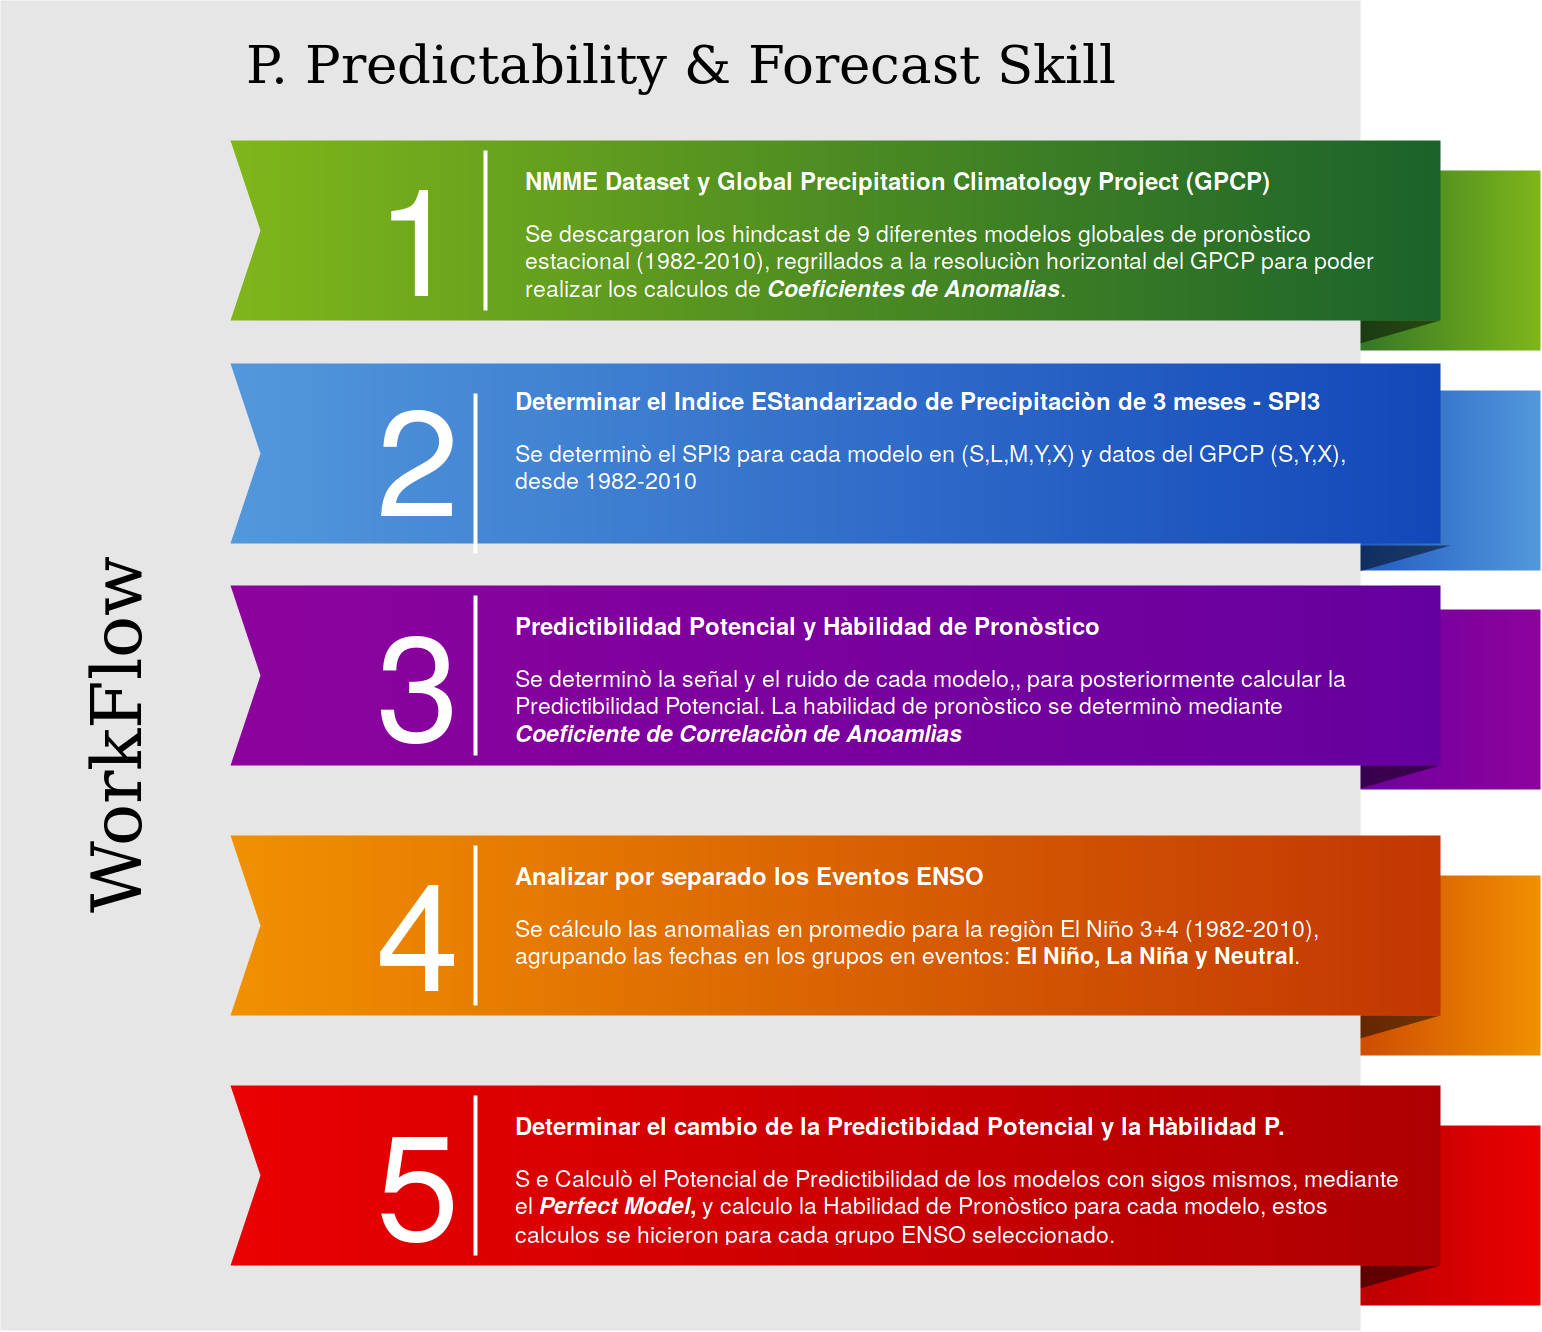 P. Predictability & Forecast Skill
WorkFlow
1
NMME Dataset y Global Precipitation Climatology Project (GPCP)
Se descargaron los hindcast de 9 diferentes modelos globales de pronòstico
estacional (1982-2010), regrillados a la resoluciòn horizontal del GPCP para poder
realizar los calculos de Coeficientes de Anomalias.
2
Determinar el Indice EStandarizado de Precipitaciòn de 3 meses - SPI3
Se determinò el SPI3 para cada modelo en (S,L,M,Y,X) y datos del GPCP (S,Y,X),
desde 1982-2010
3
Predictibilidad Potencial y Hàbilidad de Pronòstico
Se determinò la señal y el ruido de cada modelo,, para posteriormente calcular la
Predictibilidad Potencial. La habilidad de pronòstico se determinò mediante
Coeficiente de Correlaciòn de Anoamlìas
4
Analizar por separado los Eventos ENSO
Se cálculo las anomalìas en promedio para la regiòn El Niño 3+4 (1982-2010),
agrupando las fechas en los grupos en eventos: El Niño, La Niña y Neutral.
5
Determinar el cambio de la Predictibidad Potencial y la Hàbilidad P.
S e Calculò el Potencial de Predictibilidad de los modelos con sigos mismos, mediante
el Perfect Model, y calculo la Habilidad de Pronòstico para cada modelo, estos
calculos se hicieron para cada grupo ENSO seleccionado.